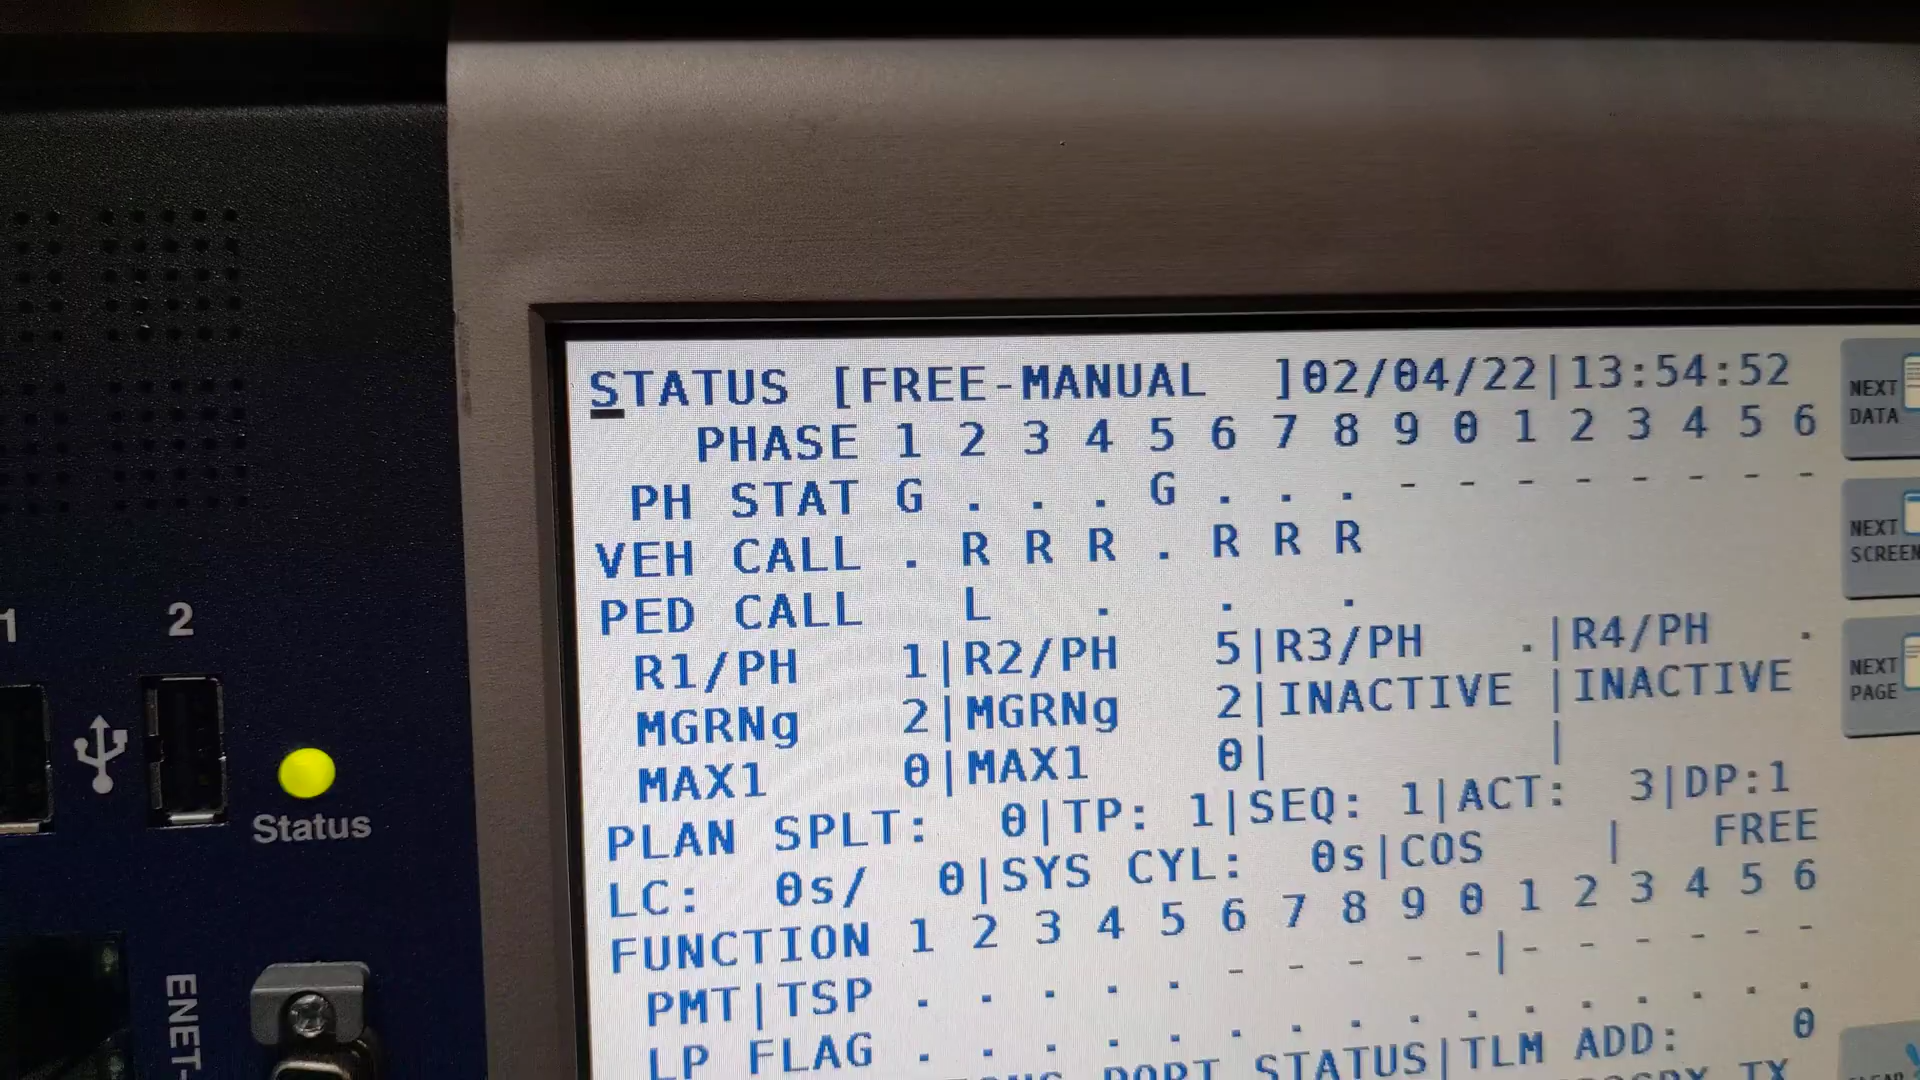 STATUS [FREE-MANUAL ]02/04/22|13:54:52
PHASE 1 2 3 4 5 6 7 8 9 0 1 2 3 4 5 6
PH STAT G . . . G . . . - - - - - - - -
VEH CALL . R R R . R R R
PED CALL L . . .
R1/PH 1|R2/PH 5|R3/PH .|R4/PH .
MGRNg 2|MGRNg 2|INACTIVE |INACTIVE
MAX1 0|MAX1 0| |
PLAN SPLT: 0|TP: 1|SEQ: 1|ACT: 3|DP:1
LC: 0s/ 0|SYS CYL: 0s|COS | FREE
FUNCTION 1 2 3 4 5 6 7 8 9 0 1 2 3 4 5 6
PMT|TSP . . . . . - - - - -|- - - - - -
LP FLAG . . . . . . . . . . . . . . . .
PORT STATUS|TLM ADD: 0
TX
NEXT
DATA
NEXT
SCREEN
NEXT
PAGE
1
2
Status
ENET-